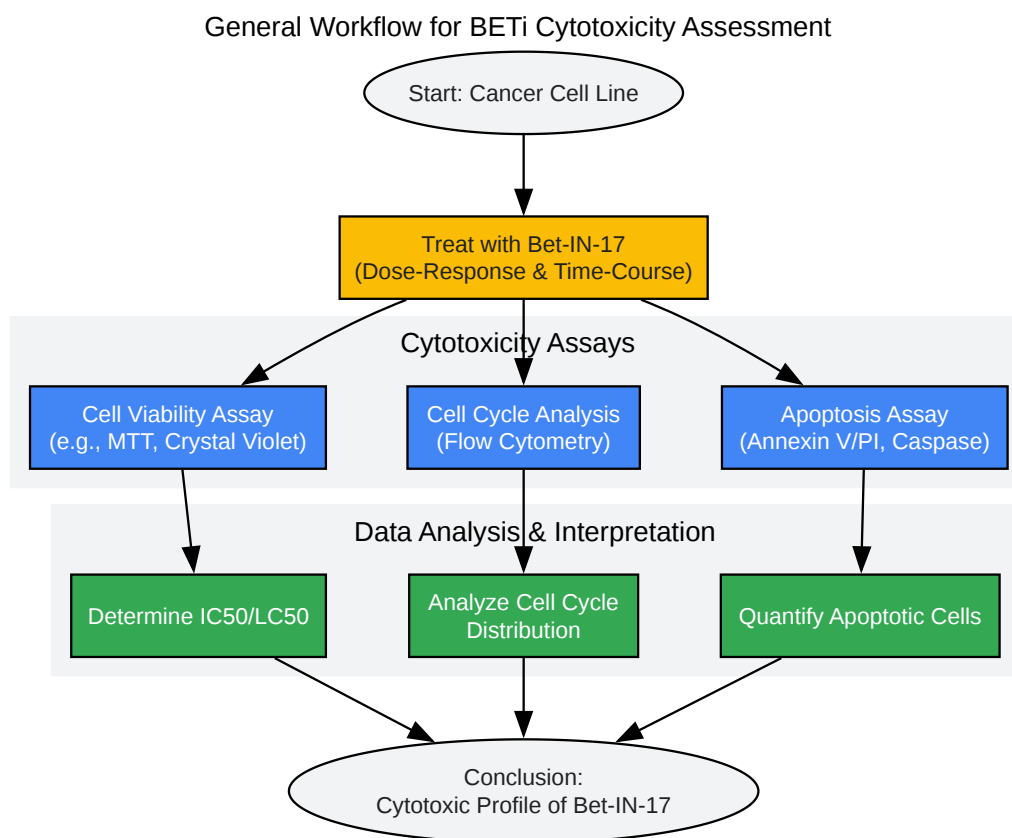 General Workflow for BETi Cytotoxicity Assessment
Start: Cancer Cell Line
Treat with Bet-IN-17
(Dose-Response & Time-Course)
Cytotoxicity Assays
Cell Viability Assay
(e.g., MTT, Crystal Violet)
Cell Cycle Analysis
(Flow Cytometry)
Apoptosis Assay
(Annexin V/PI, Caspase)
Data Analysis & Interpretation
Determine IC50/LC50
Analyze Cell Cycle
Distribution
Quantify Apoptotic Cells
Conclusion:
Cytotoxic Profile of Bet-IN-17